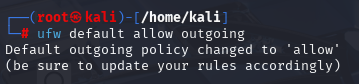 ┌──(root㉿kali)-[/home/kali]
└─# ufw default allow outgoing
Default outgoing policy changed to 'allow'
(be sure to update your rules accordingly)